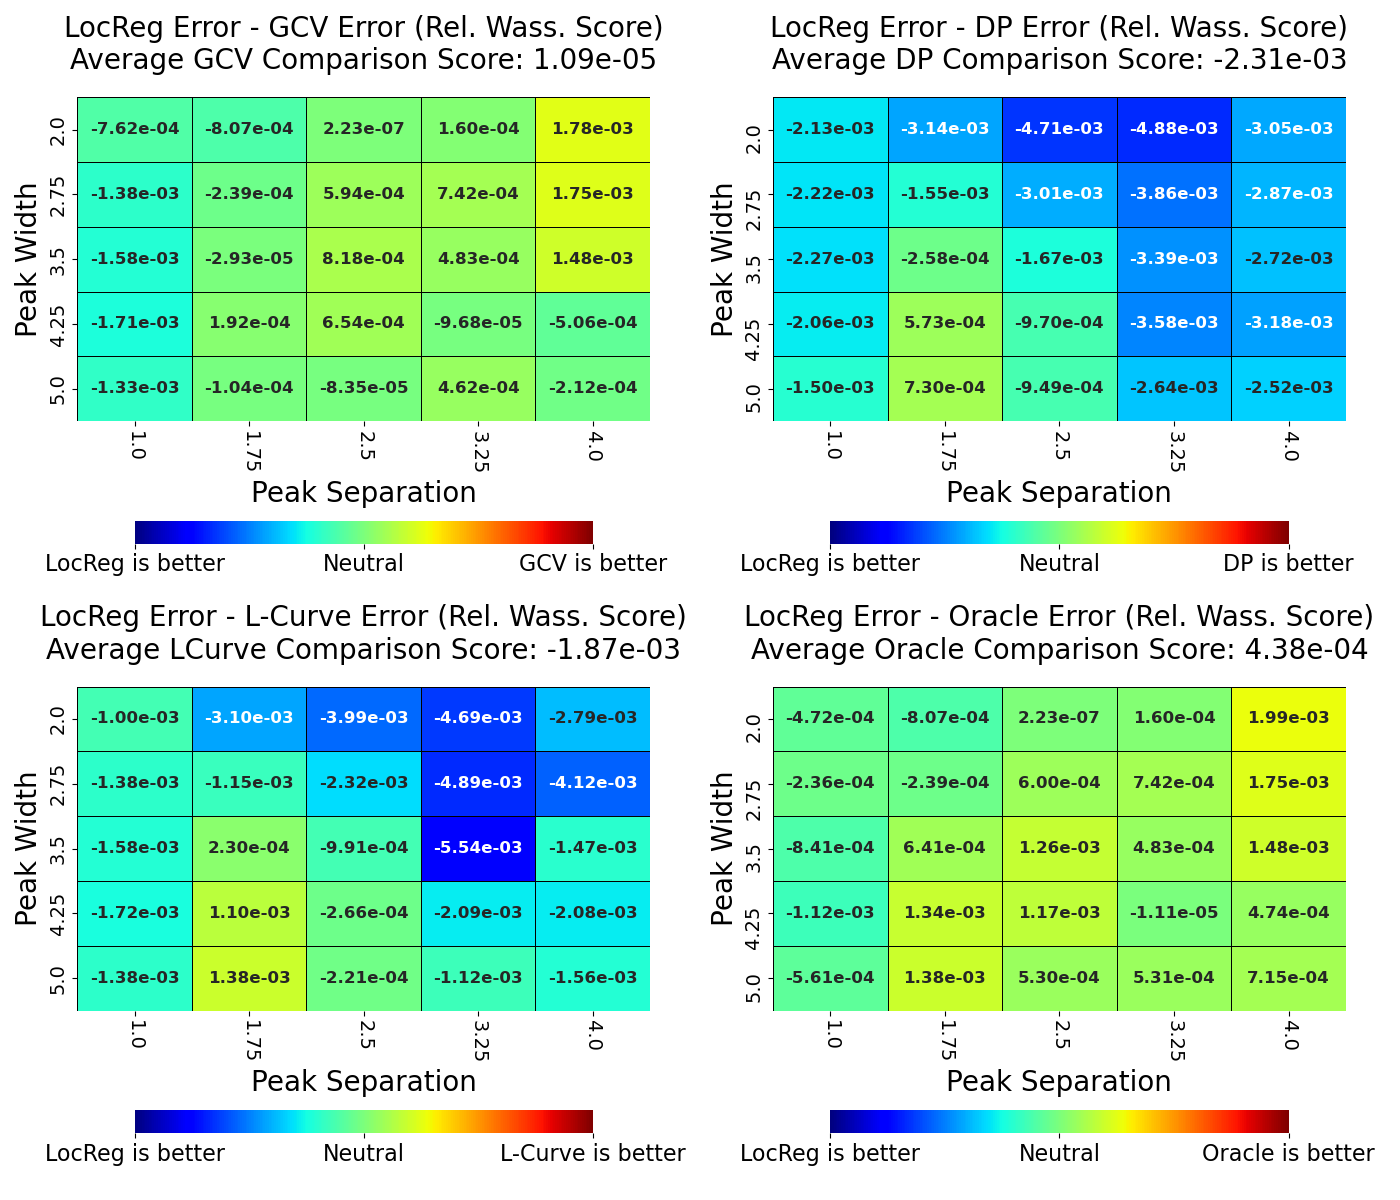 LocReg Error - GCV Error (Rel. Wass. Score)
Average GCV Comparison Score: 1.09e-05
Peak Width
2.0 -7.62e-04 -8.07e-04 2.23e-07 1.60e-04 1.78e-03
2.75 -1.38e-03 -2.39e-04 5.94e-04 7.42e-04 1.75e-03
3.5 -1.58e-03 -2.93e-05 8.18e-04 4.83e-04 1.48e-03
4.25 -1.71e-03 1.92e-04 6.54e-04 -9.68e-05 -5.06e-04
5.0 -1.33e-03 -1.04e-04 -8.35e-05 4.62e-04 -2.12e-04
1.0 1.75 2.5 3.25 4.0
Peak Separation
LocReg is better Neutral GCV is better
LocReg Error - DP Error (Rel. Wass. Score)
Average DP Comparison Score: -2.31e-03
Peak Width
2.0 -2.13e-03 -3.14e-03 -4.71e-03 -4.88e-03 -3.05e-03
2.75 -2.22e-03 -1.55e-03 -3.01e-03 -3.86e-03 -2.87e-03
3.5 -2.27e-03 -2.58e-04 -1.67e-03 -3.39e-03 -2.72e-03
4.25 -2.06e-03 5.73e-04 -9.70e-04 -3.58e-03 -3.18e-03
5.0 -1.50e-03 7.30e-04 -9.49e-04 -2.64e-03 -2.52e-03
1.0 1.75 2.5 3.25 4.0
Peak Separation
LocReg is better Neutral DP is better
LocReg Error - L-Curve Error (Rel. Wass. Score)
Average LCurve Comparison Score: -1.87e-03
Peak Width
2.0 -1.00e-03 -3.10e-03 -3.99e-03 -4.69e-03 -2.79e-03
2.75 -1.38e-03 -1.15e-03 -2.32e-03 -4.89e-03 -4.12e-03
3.5 -1.58e-03 2.30e-04 -9.91e-04 -5.54e-03 -1.47e-03
4.25 -1.72e-03 1.10e-03 -2.66e-04 -2.09e-03 -2.08e-03
5.0 -1.38e-03 1.38e-03 -2.21e-04 -1.12e-03 -1.56e-03
1.0 1.75 2.5 3.25 4.0
Peak Separation
LocReg is better Neutral L-Curve is better
LocReg Error - Oracle Error (Rel. Wass. Score)
Average Oracle Comparison Score: 4.38e-04
Peak Width
2.0 -4.72e-04 -8.07e-04 2.23e-07 1.60e-04 1.99e-03
2.75 -2.36e-04 -2.39e-04 6.00e-04 7.42e-04 1.75e-03
3.5 -8.41e-04 6.41e-04 1.26e-03 4.83e-04 1.48e-03
4.25 -1.12e-03 1.34e-03 1.17e-03 -1.11e-05 4.74e-04
5.0 -5.61e-04 1.38e-03 5.30e-04 5.31e-04 7.15e-04
1.0 1.75 2.5 3.25 4.0
Peak Separation
LocReg is better Neutral Oracle is better